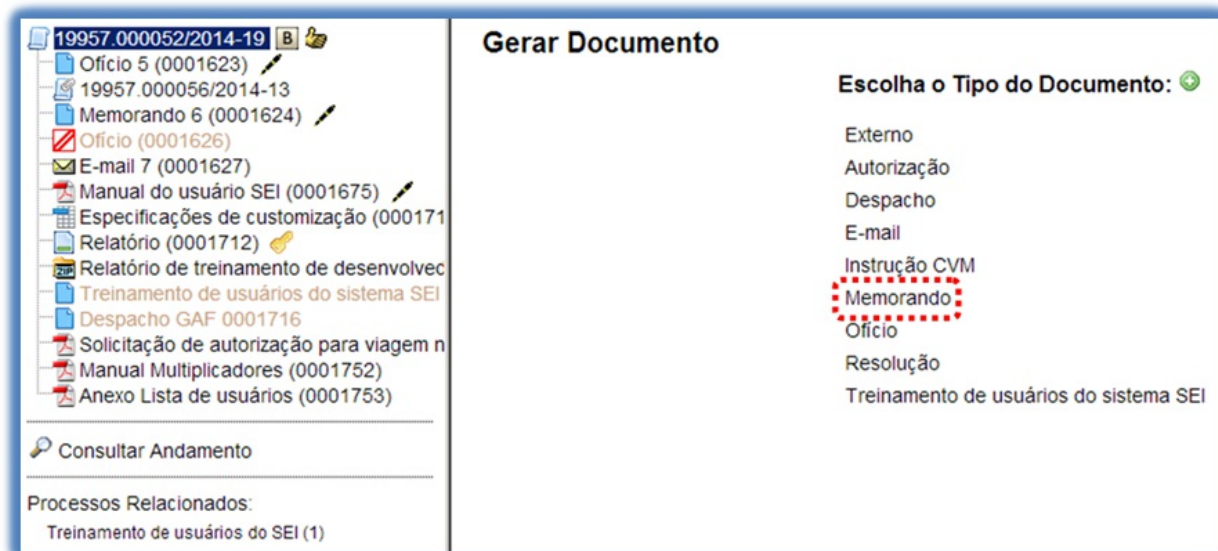 19957.000052/2014-19 B
Ofício 5 (0001623)
19957.000056/2014-13
Memorando 6 (0001624)
Ofício (0001626)
E-mail 7 (0001627)
Manual do usuário SEI (0001675)
Especificações de customização (000171
Relatório (0001712)
ZIP Relatório de treinamento de desenvolvec
Treinamento de usuários do sistema SEI
Despacho GAF 0001716
Solicitação de autorização para viagem n
Manual Multiplicadores (0001752)
Anexo Lista de usuários (0001753)
Consultar Andamento
Processos Relacionados:
Treinamento de usuários do SEI (1)
Gerar Documento
Escolha o Tipo do Documento:
Externo
Autorização
Despacho
E-mail
Instrução CVM
Memorando
Ofício
Resolução
Treinamento de usuários do sistema SEI